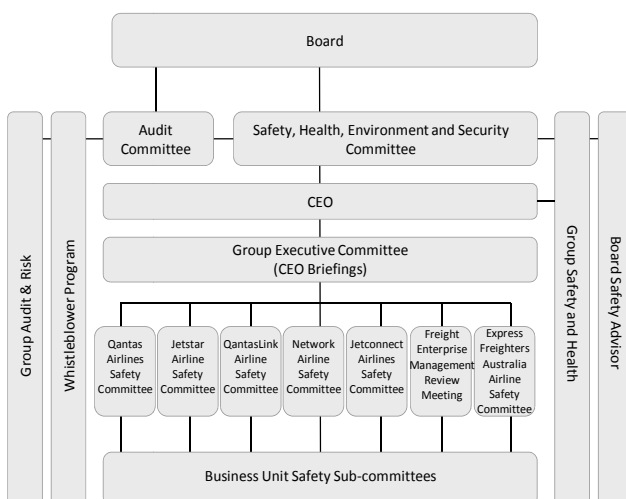 Board
Audit
Committee
Safety, Health, Environment and Security
Committee
CEO
Group Executive Committee
(CEO Briefings)
Group Audit & Risk
Whistleblower Program
Qantas
Airlines
Safety
Committee
Jetstar
Airline
Safety
Committee
QantasLink
Airline
Safety
Committee
Network
Airline
Safety
Committee
Jetconnect
Airlines
Safety
Committee
Freight
Enterprise
Management
Review
Meeting
Express
Freighters
Australia
Airline
Safety
Committee
Group Safety and Health
Board Safety Advisor
Business Unit Safety Sub-committees